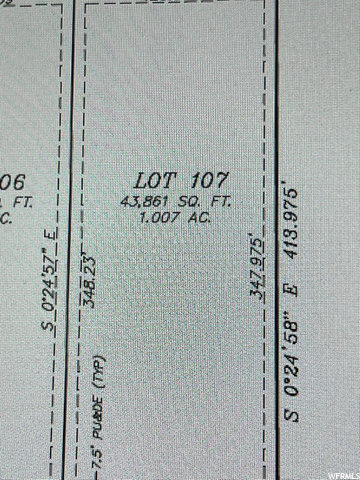 LOT 107
43,861 SQ. FT.
1.007 AC.
06
FT.
C.
S 0°24'57" E
348.23'
347.975'
S 0°24'58" E 413.975'
7.5' PU&DE (TYP)
WFRMLS